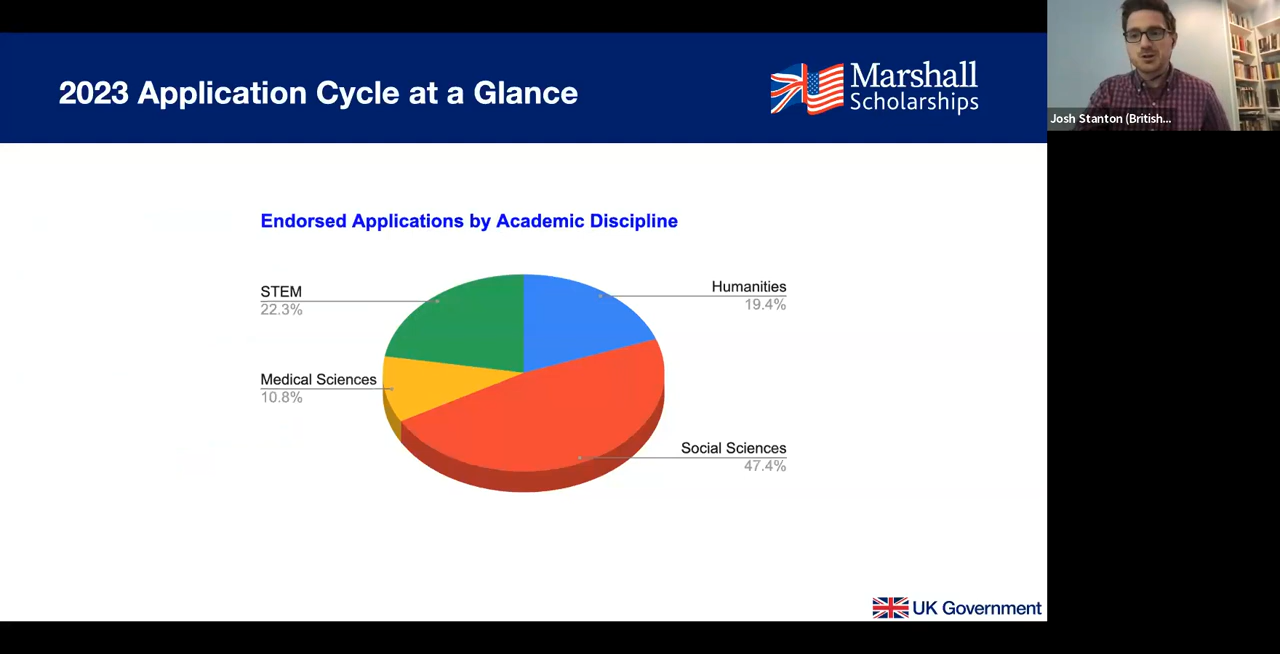 2023 Application Cycle at a Glance
Marshall
Scholarships
Josh Stanton (British...
Endorsed Applications by Academic Discipline
STEM
22.3%
Humanities
19.4%
Medical Sciences
10.8%
Social Sciences
47.4%
UK Government